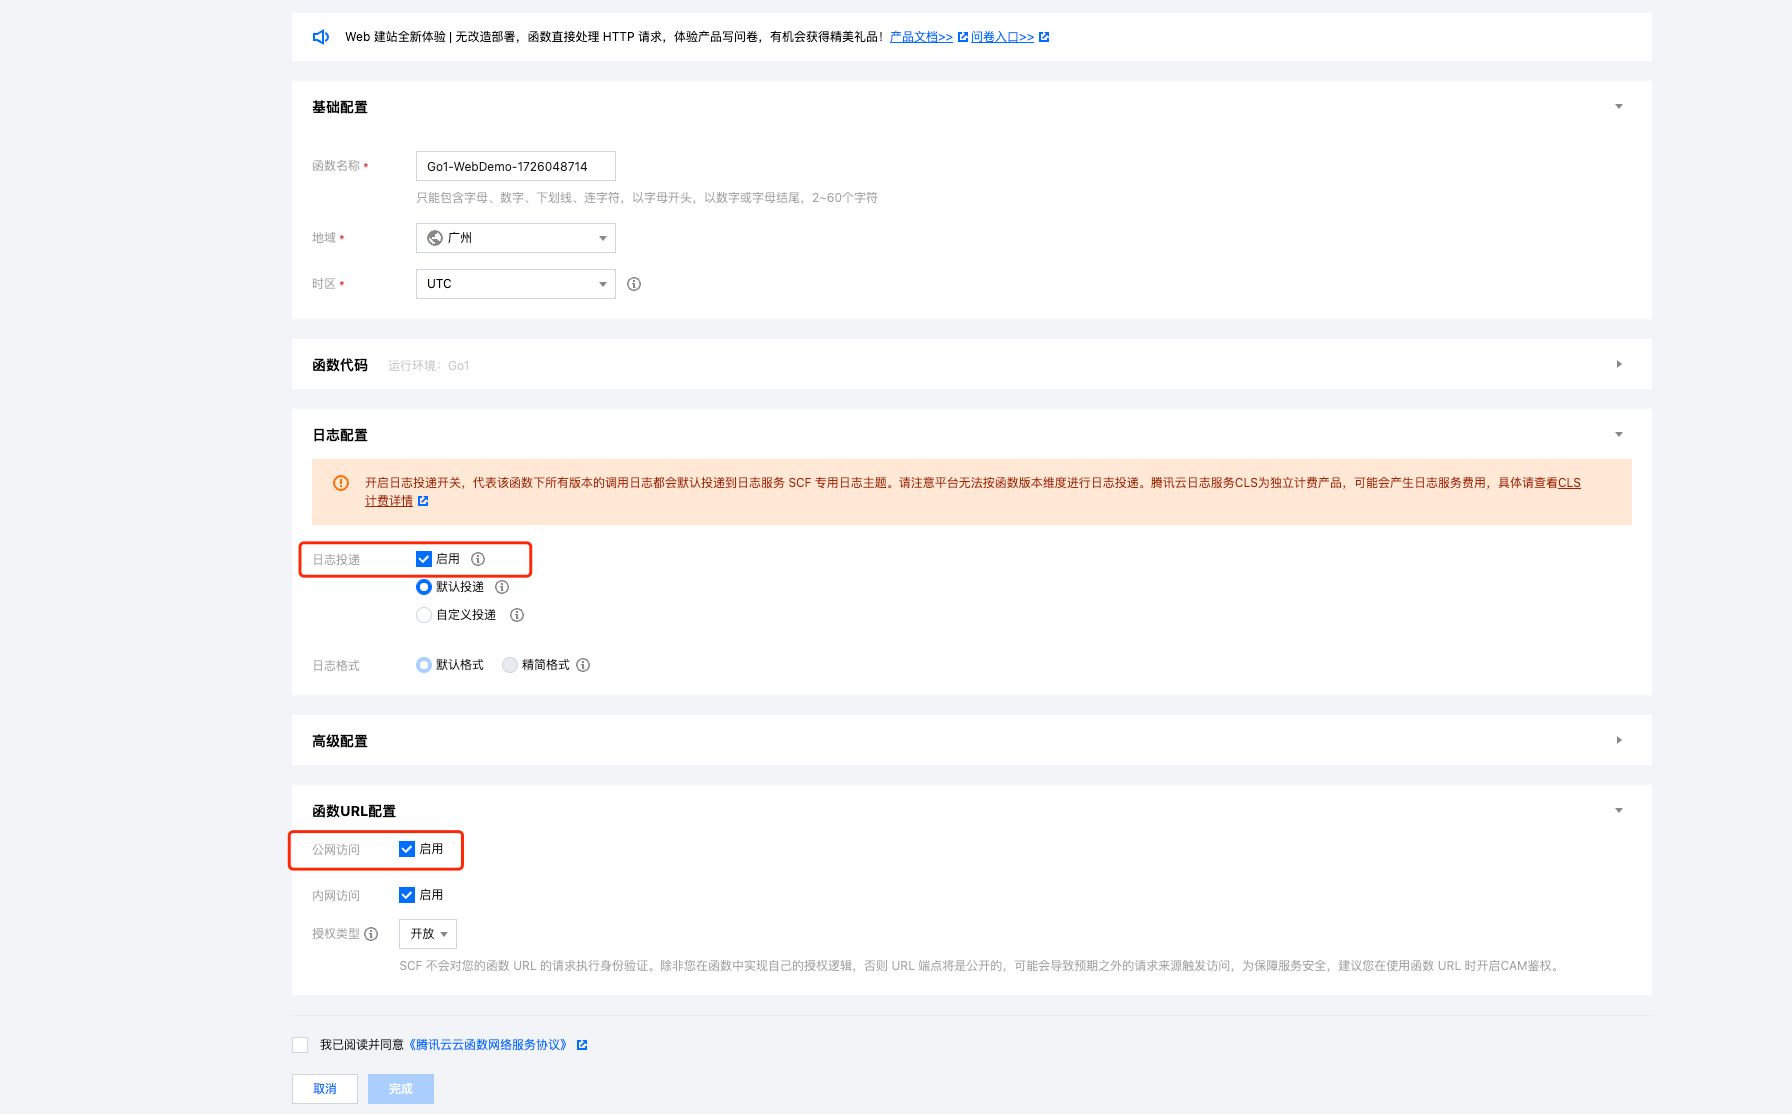 Web 建站全新体验 | 无改造部署，函数直接处理 HTTP 请求，体验产品写问卷，有机会获得精美礼品！产品文档>> 问卷入口>>
基础配置
函数名称 *
Go1-WebDemo-1726048714
只能包含字母、数字、下划线、连字符，以字母开头，以数字或字母结尾，2~60个字符
地域 *
广州
时区 *
UTC
函数代码 运行环境：Go1
日志配置
开启日志投递开关，代表该函数下所有版本的调用日志都会默认投递到日志服务 SCF 专用日志主题。请注意平台无法按函数版本维度进行日志投递。腾讯云日志服务CLS为独立计费产品，可能会产生日志服务费用，具体请查看CLS
计费详情
日志投递 启用
默认投递
自定义投递
日志格式 默认格式 精简格式
高级配置
函数URL配置
公网访问 启用
内网访问 启用
授权类型 开放
SCF 不会对您的函数 URL 的请求执行身份验证。除非您在函数中实现自己的授权逻辑，否则 URL 端点将是公开的，可能会导致预期之外的请求来源触发访问，为保障服务安全，建议您在使用函数 URL 时开启CAM鉴权。
我已阅读并同意《腾讯云云函数网络服务协议》
取消 完成